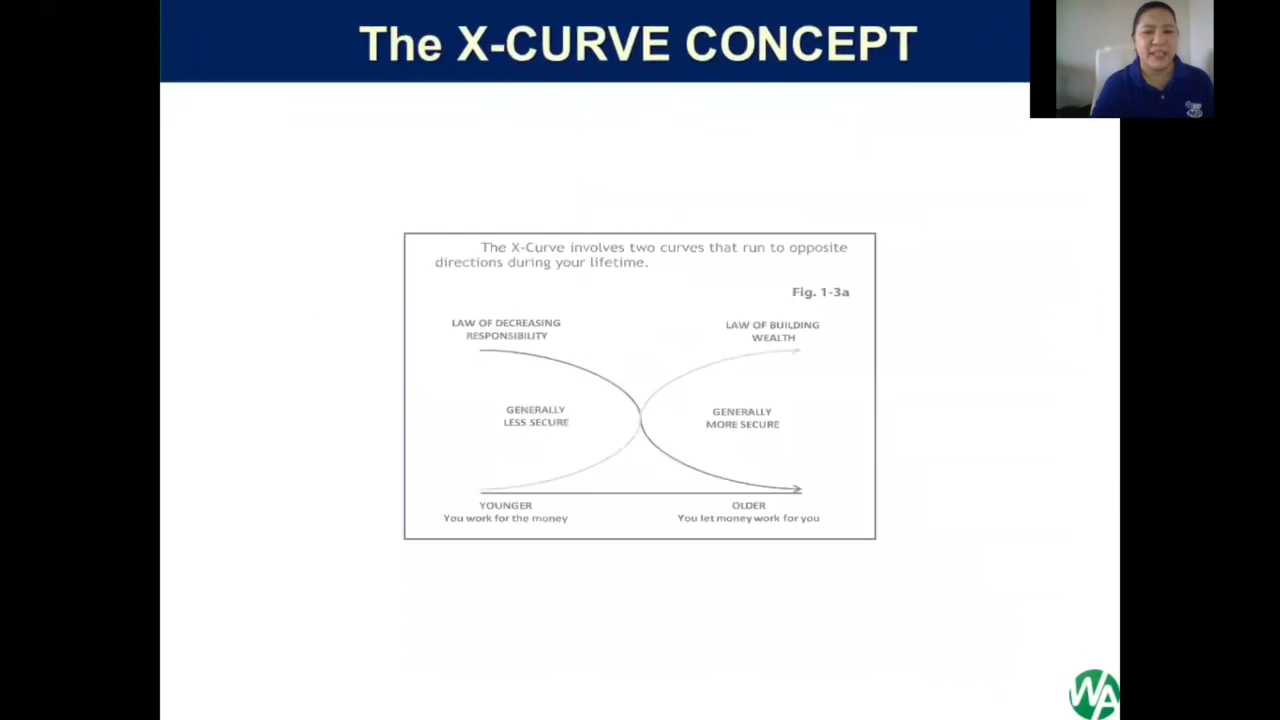 The X-CURVE CONCEPT
The X-Curve involves two curves that run to opposite
directions during your lifetime.
Fig. 1-3a
LAW OF DECREASING
RESPONSIBILITY
LAW OF BUILDING
WEALTH
GENERALLY
LESS SECURE
GENERALLY
MORE SECURE
YOUNGER
You work for the money
OLDER
You let money work for you
WA